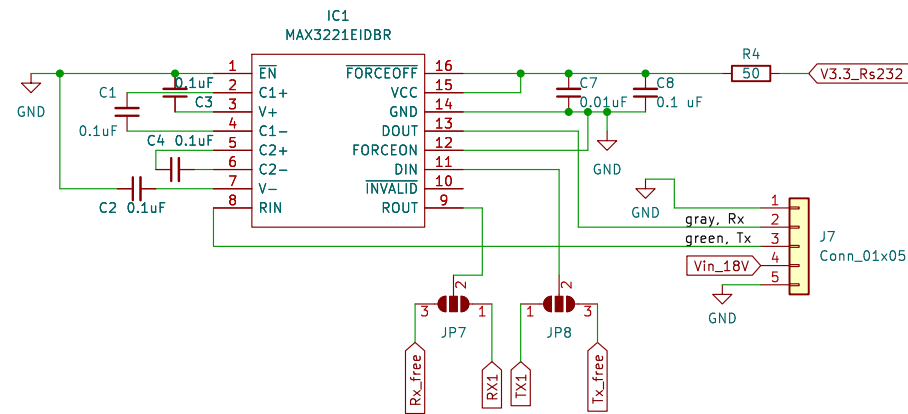 IC1
MAX3221EIDBR
R4
50
V3.3_Rs232
1 EN FORCEOFF 16
2 C1+ VCC 15
3 V+ GND 14
4 C1- DOUT 13
5 C2+ FORCEON 12
6 C2- DIN 11
7 V- INVALID 10
8 RIN ROUT 9
GND
C1
0.1uF
0.1uF
C3
C4 0.1uF
C2 0.1uF
C7
0.01uF
C8
0.1 uF
GND
GND
gray, Rx
green, Tx
Vin_18V
GND
1
2
3
4
5
J7
Conn_01x05
2
3
1
JP7
2
1
3
JP8
Rx_free
RX1
TX1
Tx_free